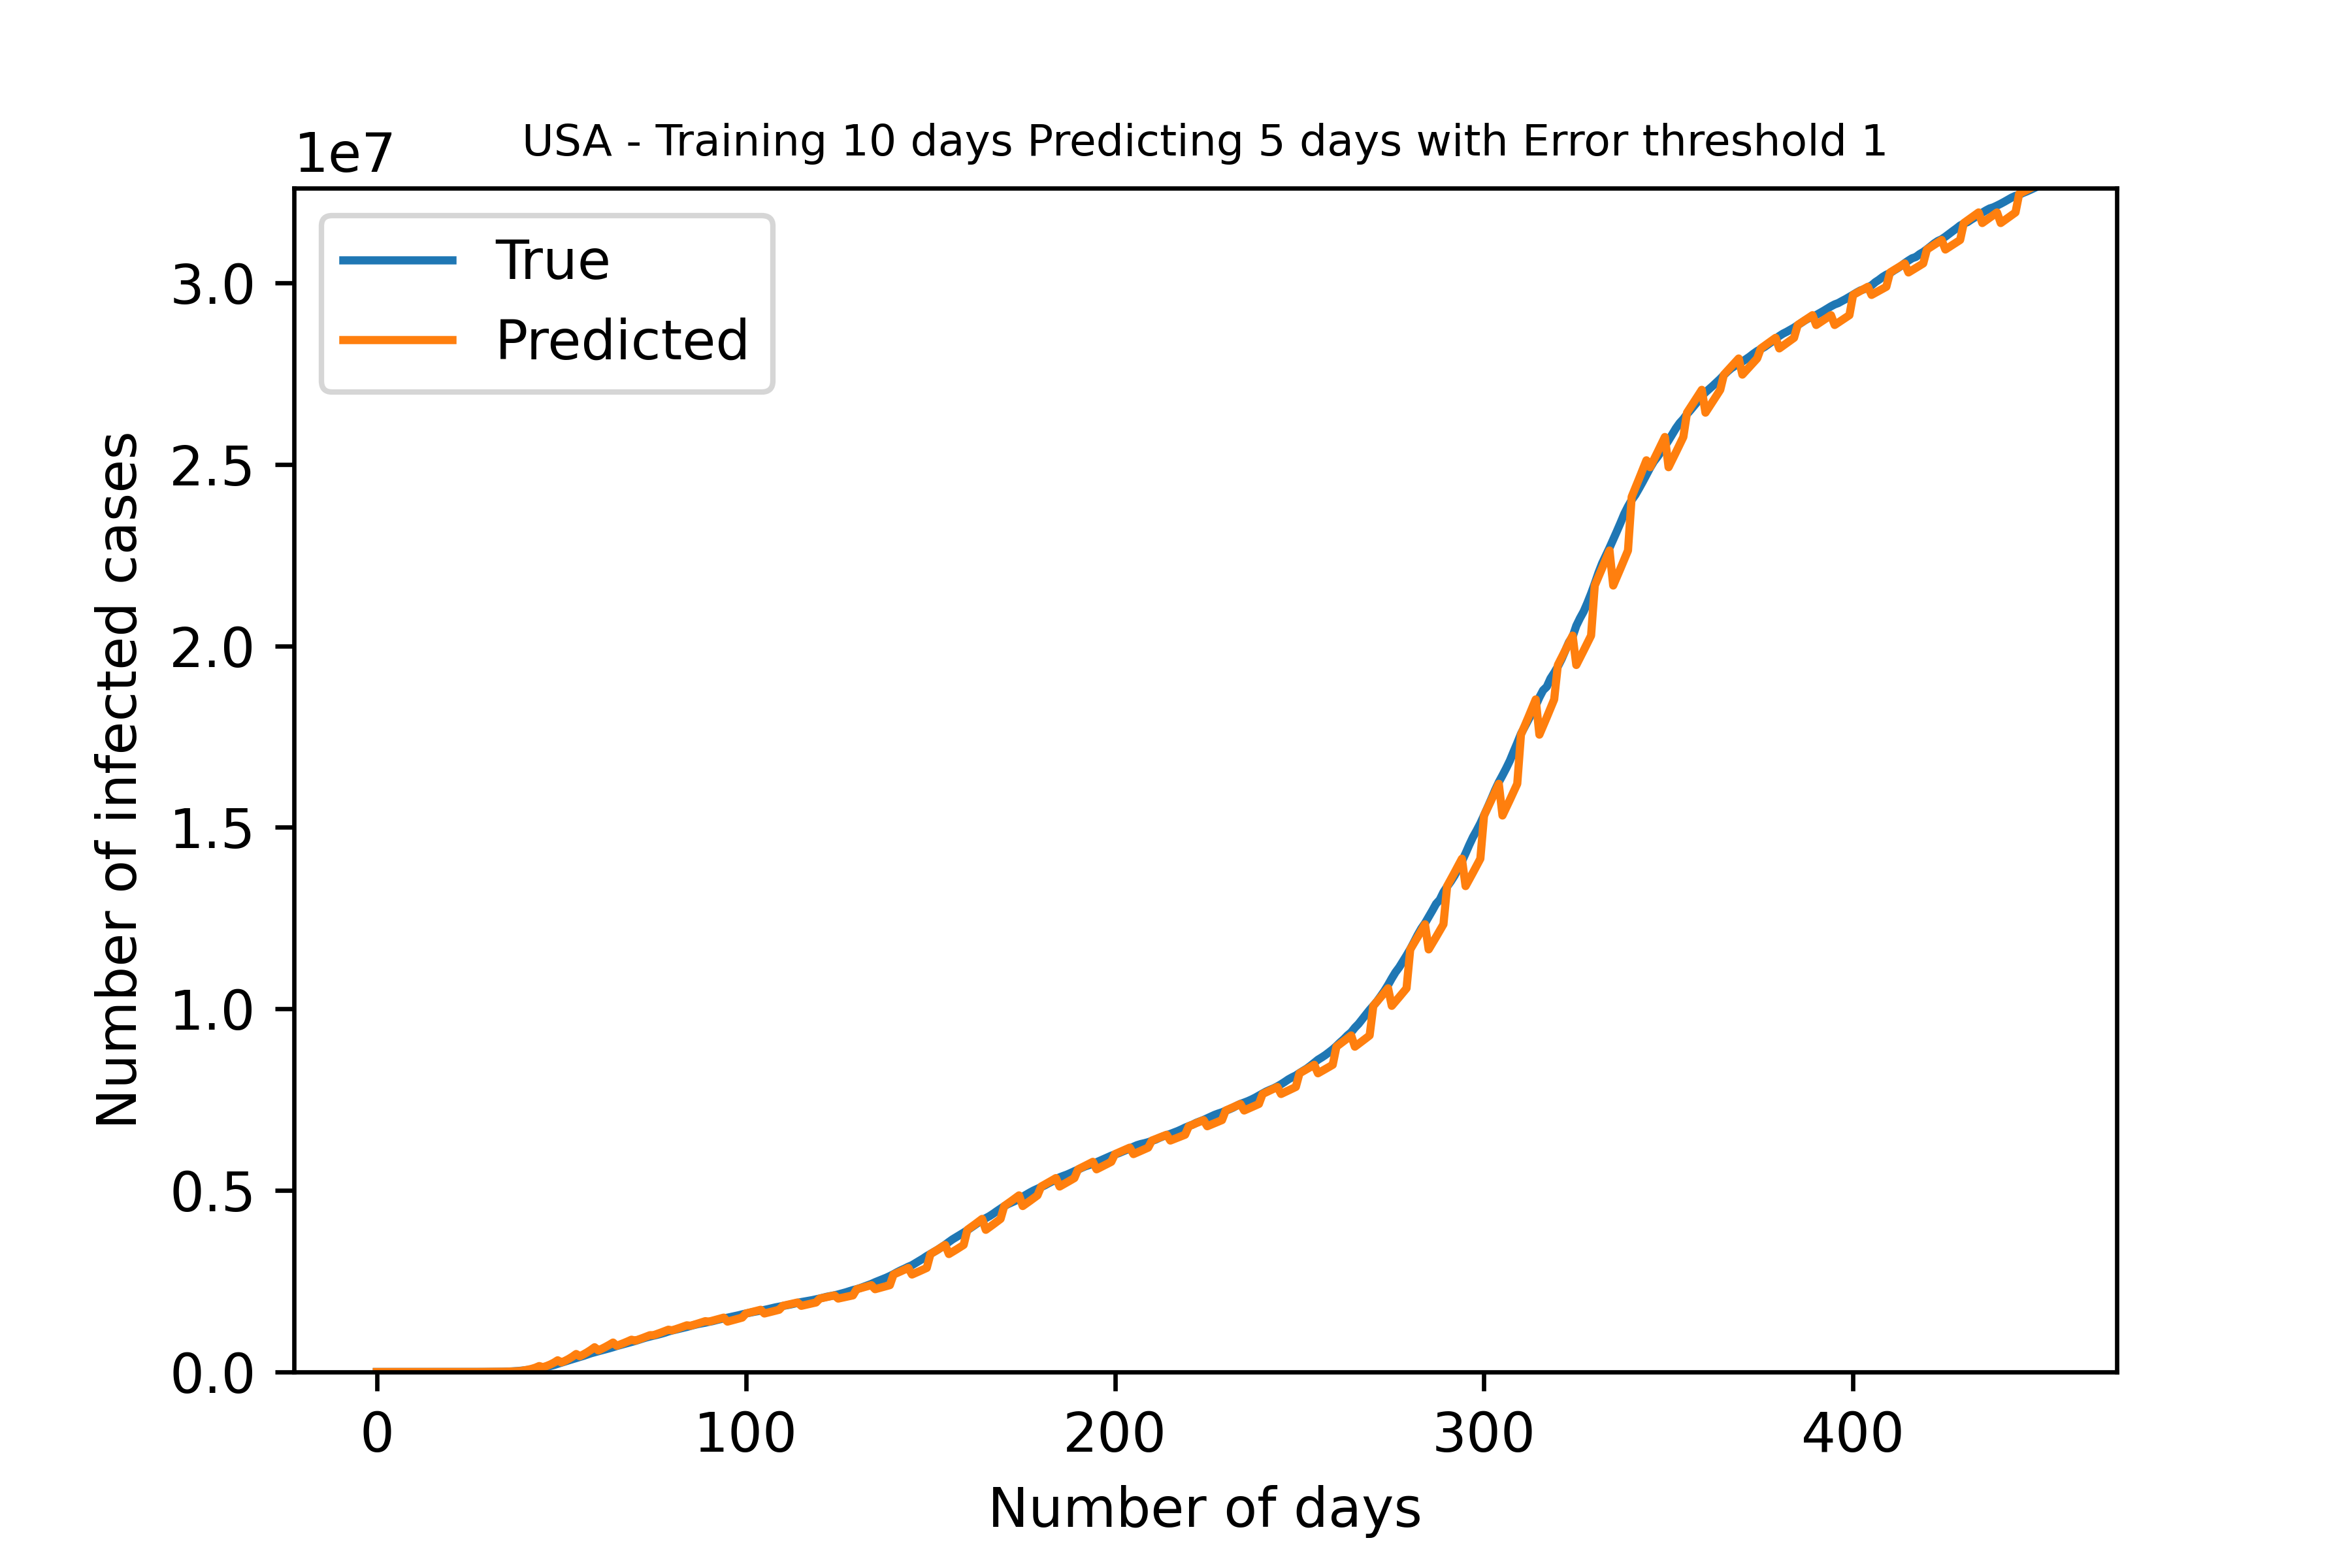 1e7
USA - Training 10 days Predicting 5 days with Error threshold 1
True
Predicted
Number of infected cases
3.0
2.5
2.0
1.5
1.0
0.5
0.0
0 100 200 300 400
Number of days